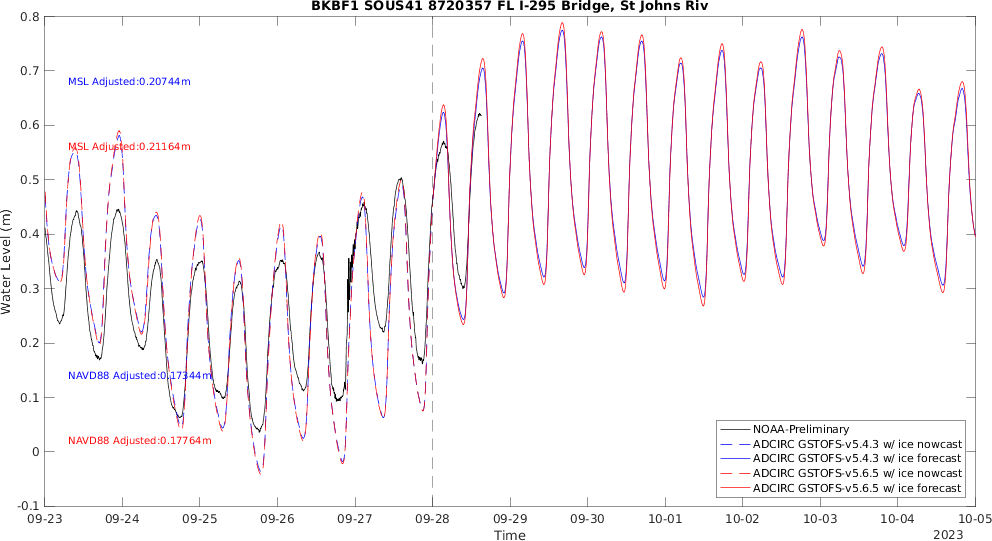 BKBF1 SOUS41 8720357 FL I-295 Bridge, St Johns Riv
0.8
0.7
0.6
0.5
0.4
0.3
0.2
0.1
0
-0.1
Water Level (m)
MSL Adjusted:0.20744m
MSL Adjusted:0.21164m
NAVD88 Adjusted:0.17344m
NAVD88 Adjusted:0.17764m
NOAA-Preliminary
ADCIRC GSTOFS-v5.4.3 w/ ice nowcast
ADCIRC GSTOFS-v5.4.3 w/ ice forecast
ADCIRC GSTOFS-v5.6.5 w/ ice nowcast
ADCIRC GSTOFS-v5.6.5 w/ ice forecast
09-23 09-24 09-25 09-26 09-27 09-28 09-29 09-30 10-01 10-02 10-03 10-04 10-05
Time
2023